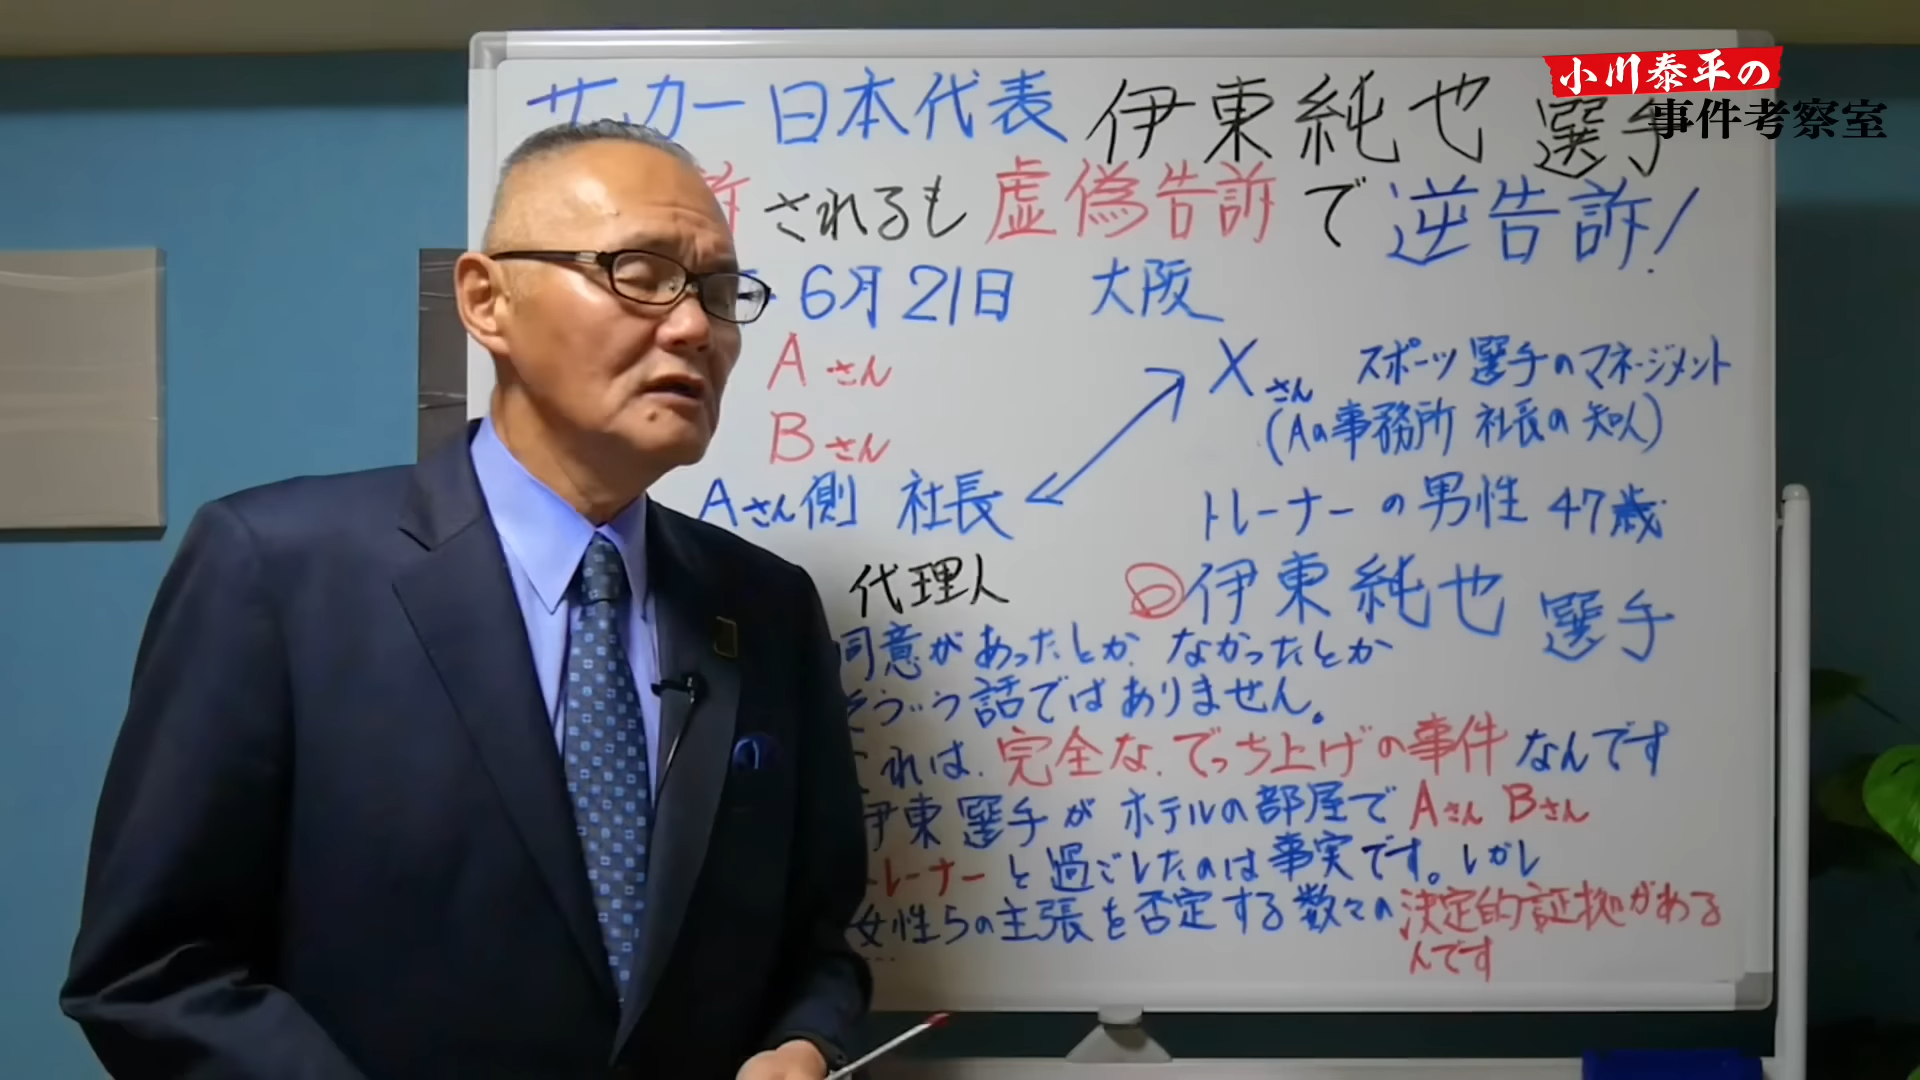 小川泰平の
事件考察室
サッカー日本代表 伊東純也 選手
訴されるも 虚偽告訴 で 逆告訴!
6月21日 大阪
Aさん
X さん スポーツ選手のマネージメント
Bさん
(Aの事務所 社長の知人)
Aさん側 社長
トレーナーの男性 47歳
代理人
伊東純也 選手
同意があったとか、なかったとか
そういう話ではありません。
これは、完全な、でっち上げの事件なんです
伊東選手がホテルの部屋でAさんBさん
トレーナーと過ごしたのは事実です。しかし
女性らの主張を否定する数々の決定的証拠がある
んです